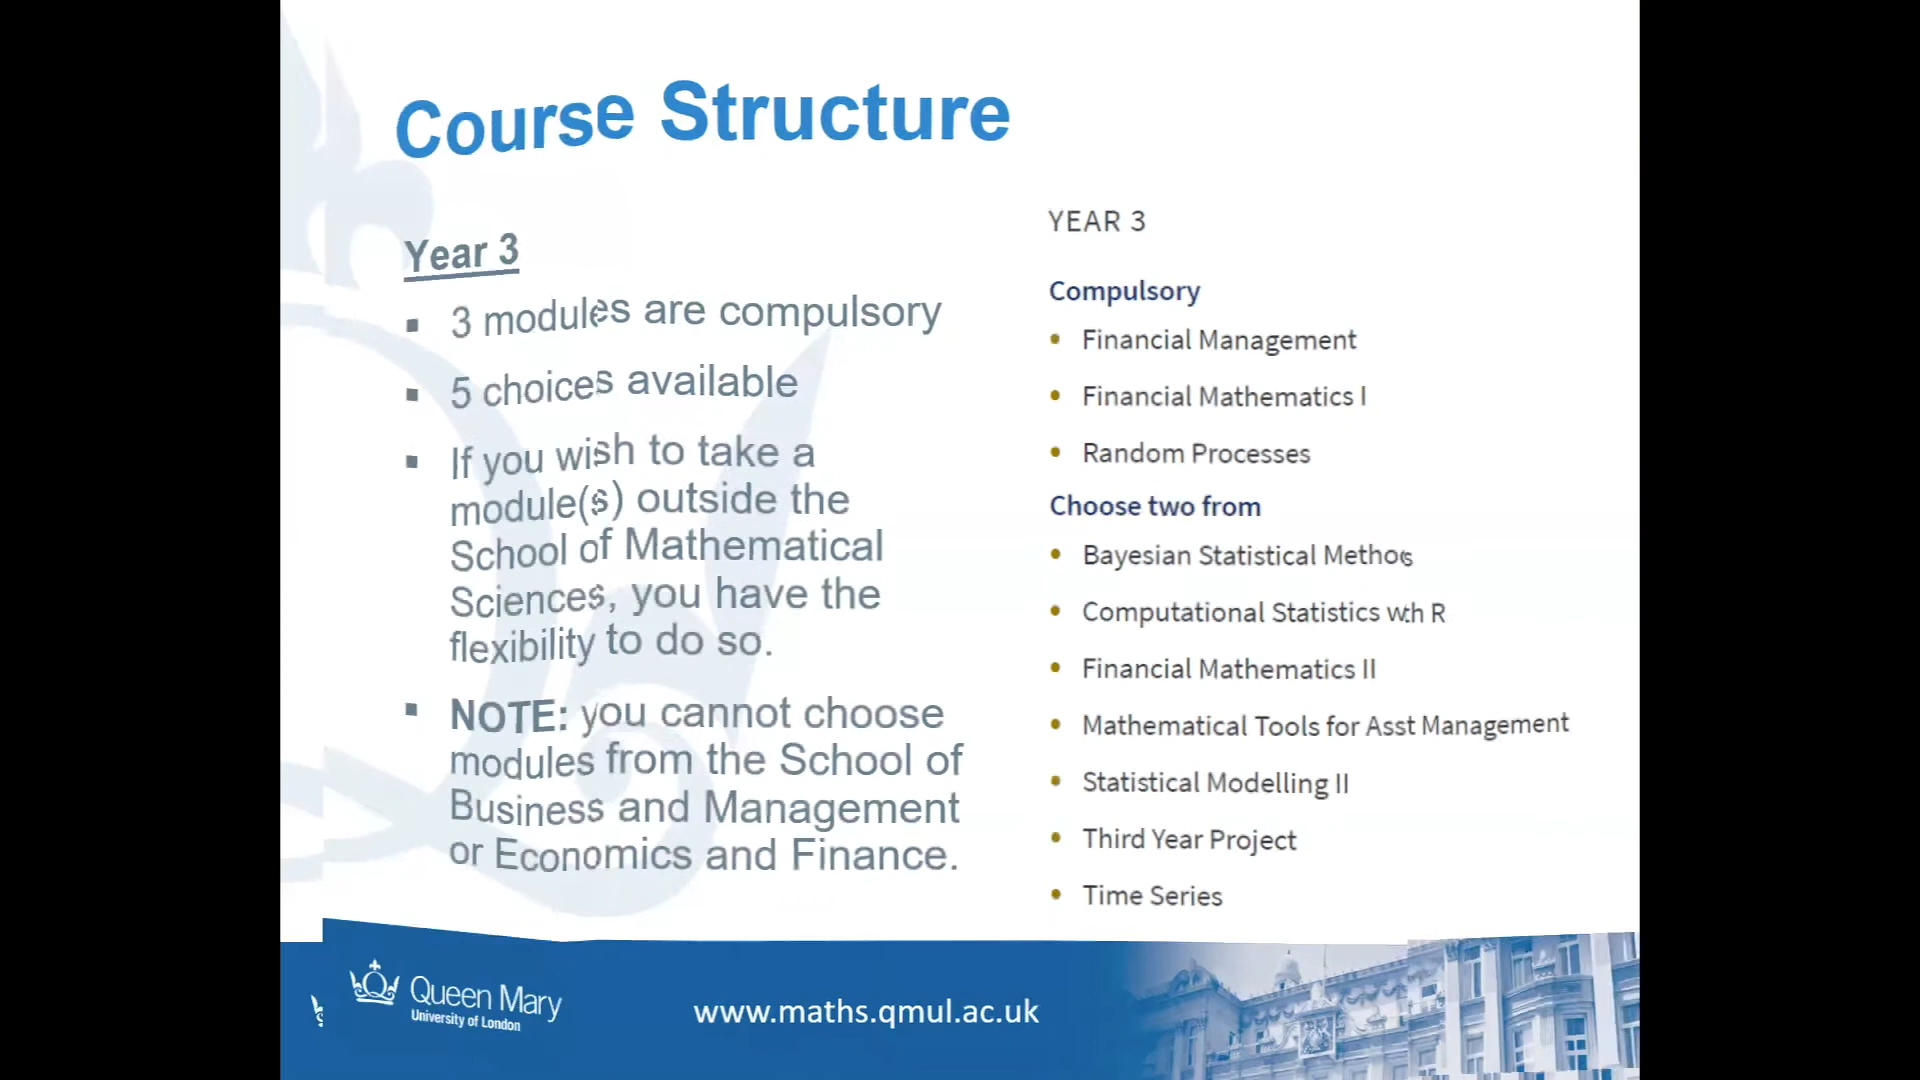 Course Structure
Year 3
3 modules are compulsory
5 choices available
If you wish to take a
module(s) outside the
School of Mathematical
Sciences, you have the
flexibility to do so.
NOTE: you cannot choose
modules from the School of
Business and Management
or Economics and Finance.
YEAR 3
Compulsory
Financial Management
Financial Mathematics I
Random Processes
Choose two from
Bayesian Statistical Methos
Computational Statistics wth R
Financial Mathematics II
Mathematical Tools for Asst Management
Statistical Modelling II
Third Year Project
Time Series
Queen Mary
University of London
www.maths.qmul.ac.uk